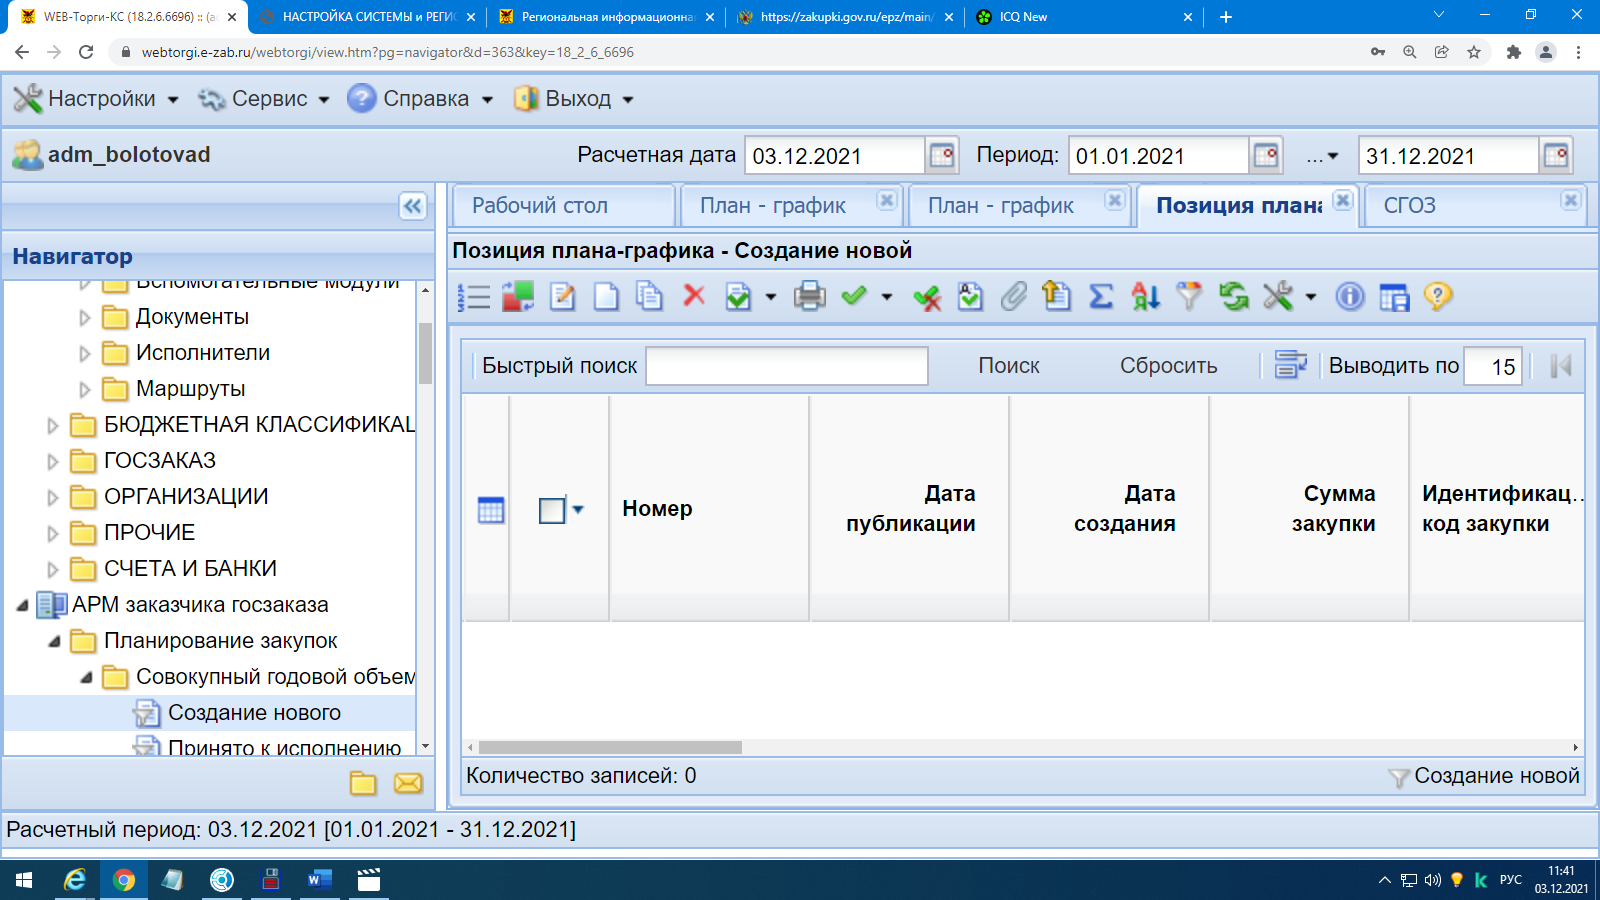 WEB-Торги-КС (18.2.6.6696) :: (а
НАСТРОЙКА СИСТЕМЫ и РЕГИС
Региональная информационная
https://zakupki.gov.ru/epz/main/
ICQ New
webtorgi.e-zab.ru/webtorgi/view.htm?pg=navigator&d=363&key=18_2_6_6696
Настройки Сервис Справка Выход
adm_bolotovad
Расчетная дата 03.12.2021 Период: 01.01.2021 ... 31.12.2021
Рабочий стол
План - график
План - график
Позиция плана
СГОЗ
Навигатор
Вспомогательные модули
Документы
Исполнители
Маршруты
БЮДЖЕТНАЯ КЛАССИФИКАЦ
ГОСЗАКАЗ
ОРГАНИЗАЦИИ
ПРОЧИЕ
СЧЕТА И БАНКИ
АРМ заказчика госзаказа
Планирование закупок
Совокупный годовой объем
Создание нового
Принято к исполнению
Позиция плана-графика - Создание новой
Быстрый поиск Поиск Сбросить Выводить по 15
Номер
Дата
публикации
Дата
создания
Сумма
закупки
Идентификац...
код закупки
Количество записей: 0
Создание новой
Расчетный период: 03.12.2021 [01.01.2021 - 31.12.2021]
РУС
11:41
03.12.2021